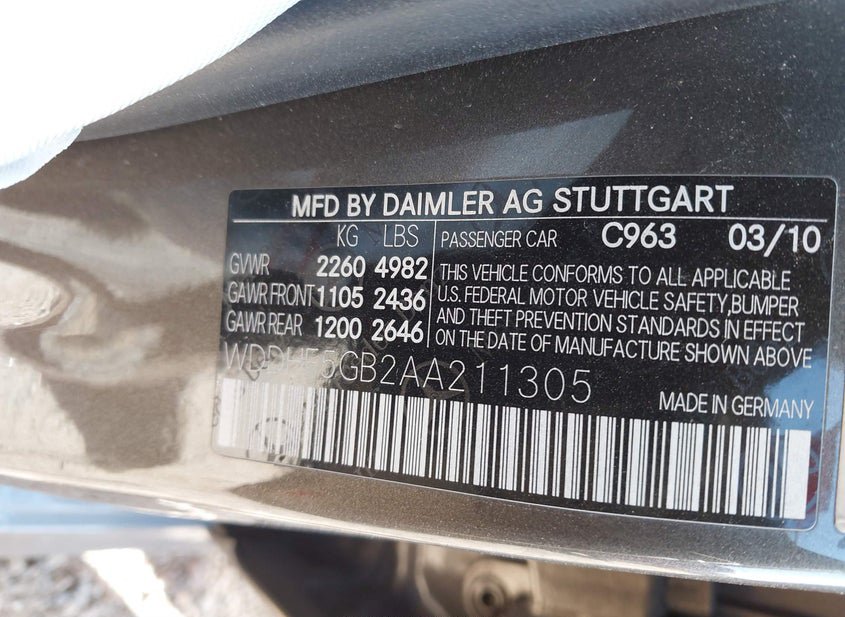 MFD BY DAIMLER AG STUTTGART
KG LBS
GVWR 2260 4982
GAWR FRONT 1105 2436
GAWR REAR 1200 2646
PASSENGER CAR C963 03/10
THIS VEHICLE CONFORMS TO ALL APPLICABLE
U.S. FEDERAL MOTOR VEHICLE SAFETY,BUMPER
AND THEFT PREVENTION STANDARDS IN EFFECT
ON THE DATE OF MANUFACTURE SHOWN ABOVE
WDDHF5GB2AA211305
MADE IN GERMANY